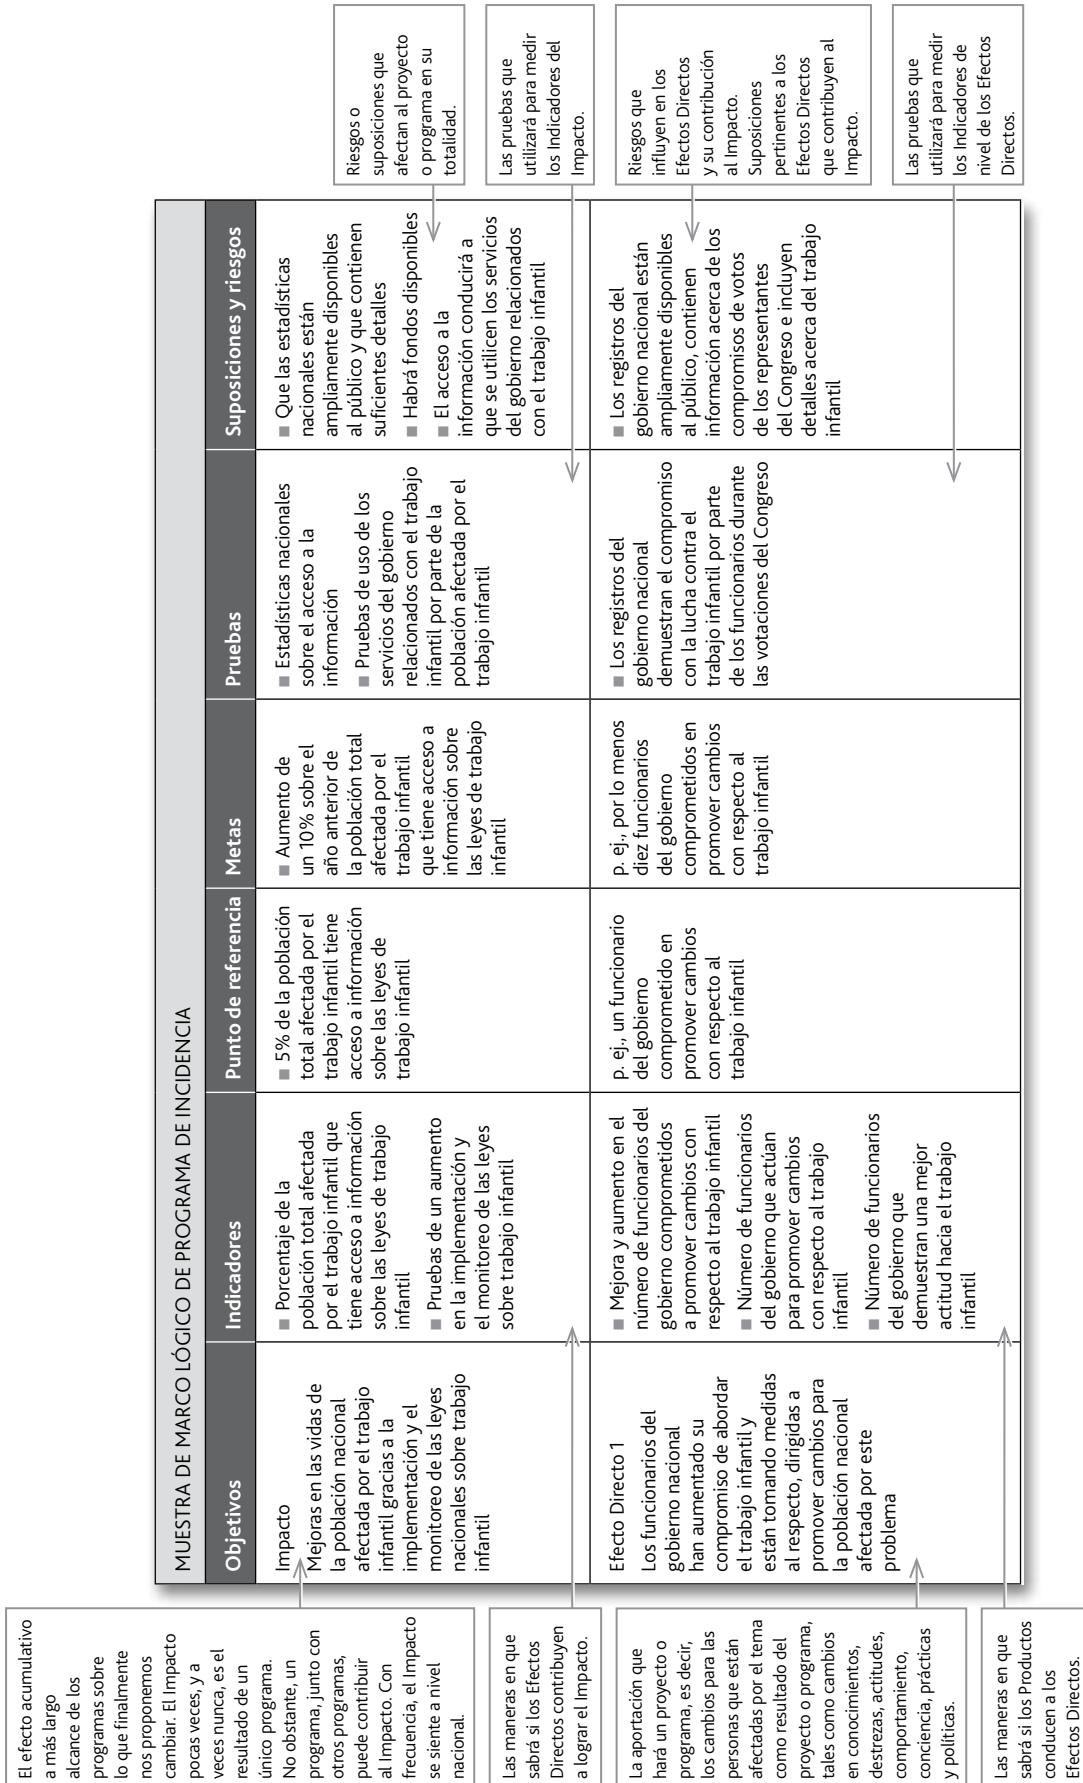 MUESTRA DE MARCO LÓGICO DE PROGRAMA DE INCIDENCIA
Objetivos
Indicadores
Punto de referencia
Metas
Pruebas
Suposiciones y riesgos
Impacto
Mejoras en las vidas de
la población nacional
afectada por el trabajo
infantil gracias a la
implementación y el
monitoreo de las leyes
nacionales sobre trabajo
infantil
■ Porcentaje de la
población total afectada
por el trabajo infantil que
tiene acceso a información
sobre las leyes de trabajo
infantil
■ Pruebas de un aumento
en la implementación y
el monitoreo de las leyes
sobre trabajo infantil
■ 5% de la población
total afectada por el
trabajo infantil tiene
acceso a información
sobre las leyes de
trabajo infantil
■ Aumento de
un 10% sobre el
año anterior de
la población total
afectada por el
trabajo infantil
que tiene acceso a
información sobre
las leyes de trabajo
infantil
■ Estadísticas nacionales
sobre el acceso a la
información
■ Pruebas de uso de los
servicios del gobierno
relacionados con el trabajo
infantil por parte de la
población afectada por el
trabajo infantil
■ Que las estadísticas
nacionales están
ampliamente disponibles
al público y que contienen
suficientes detalles
■ Habrá fondos disponibles
■ El acceso a la
información conducirá a
que se utilicen los servicios
del gobierno relacionados
con el trabajo infantil
Efecto Directo 1
Los funcionarios del
gobierno nacional
han aumentado su
compromiso de abordar
el trabajo infantil y
están tomando medidas
al respecto, dirigidas a
promover cambios para
la población nacional
afectada por este
problema
■ Mejora y aumento en el
número de funcionarios del
gobierno comprometidos
a promover cambios con
respecto al trabajo infantil
■ Número de funcionarios
del gobierno que actúan
para promover cambios
con respecto al trabajo
infantil
■ Número de funcionarios
del gobierno que
demuestran una mejor
actitud hacia el trabajo
infantil
p. ej., un funcionario
del gobierno
comprometido en
promover cambios
con respecto al
trabajo infantil
p. ej., por lo menos
diez funcionarios
del gobierno
comprometidos en
promover cambios
con respecto al
trabajo infantil
■ Los registros del
gobierno nacional
demuestran el compromiso
con la lucha contra el
trabajo infantil por parte
de los funcionarios durante
las votaciones del Congreso
■ Los registros del
gobierno nacional están
ampliamente disponibles
al público, contienen
información acerca de los
compromisos de votos
de los representantes
del Congreso e incluyen
detalles acerca del trabajo
infantil
El efecto acumulativo
a más largo
alcance de los
programas sobre
lo que finalmente
nos proponemos
cambiar. El Impacto
pocas veces, y a
veces nunca, es el
resultado de un
único programa.
No obstante, un
programa, junto con
otros programas,
puede contribuir
al Impacto. Con
frecuencia, el Impacto
se siente a nivel
nacional.
Las maneras en que
sabrá si los Efectos
Directos contribuyen
a lograr el Impacto.
La aportación que
hará un proyecto o
programa, es decir,
los cambios para las
personas que están
afectadas por el tema
como resultado del
proyecto o programa,
tales como cambios
en conocimientos,
destrezas, actitudes,
comportamiento,
conciencia, prácticas
y políticas.
Las maneras en que
sabrá si los Productos
conducen a los
Efectos Directos.
Riesgos o
suposiciones que
afectan al proyecto
o programa en su
totalidad.
Las pruebas que
utilizará para medir
los Indicadores del
Impacto.
Riesgos que
influyen en los
Efectos Directos
y su contribución
al Impacto.
Suposiciones
pertinentes a los
Efectos Directos
que contribuyen al
Impacto.
Las pruebas que
utilizará para medir
los Indicadores de
nivel de los Efectos
Directos.